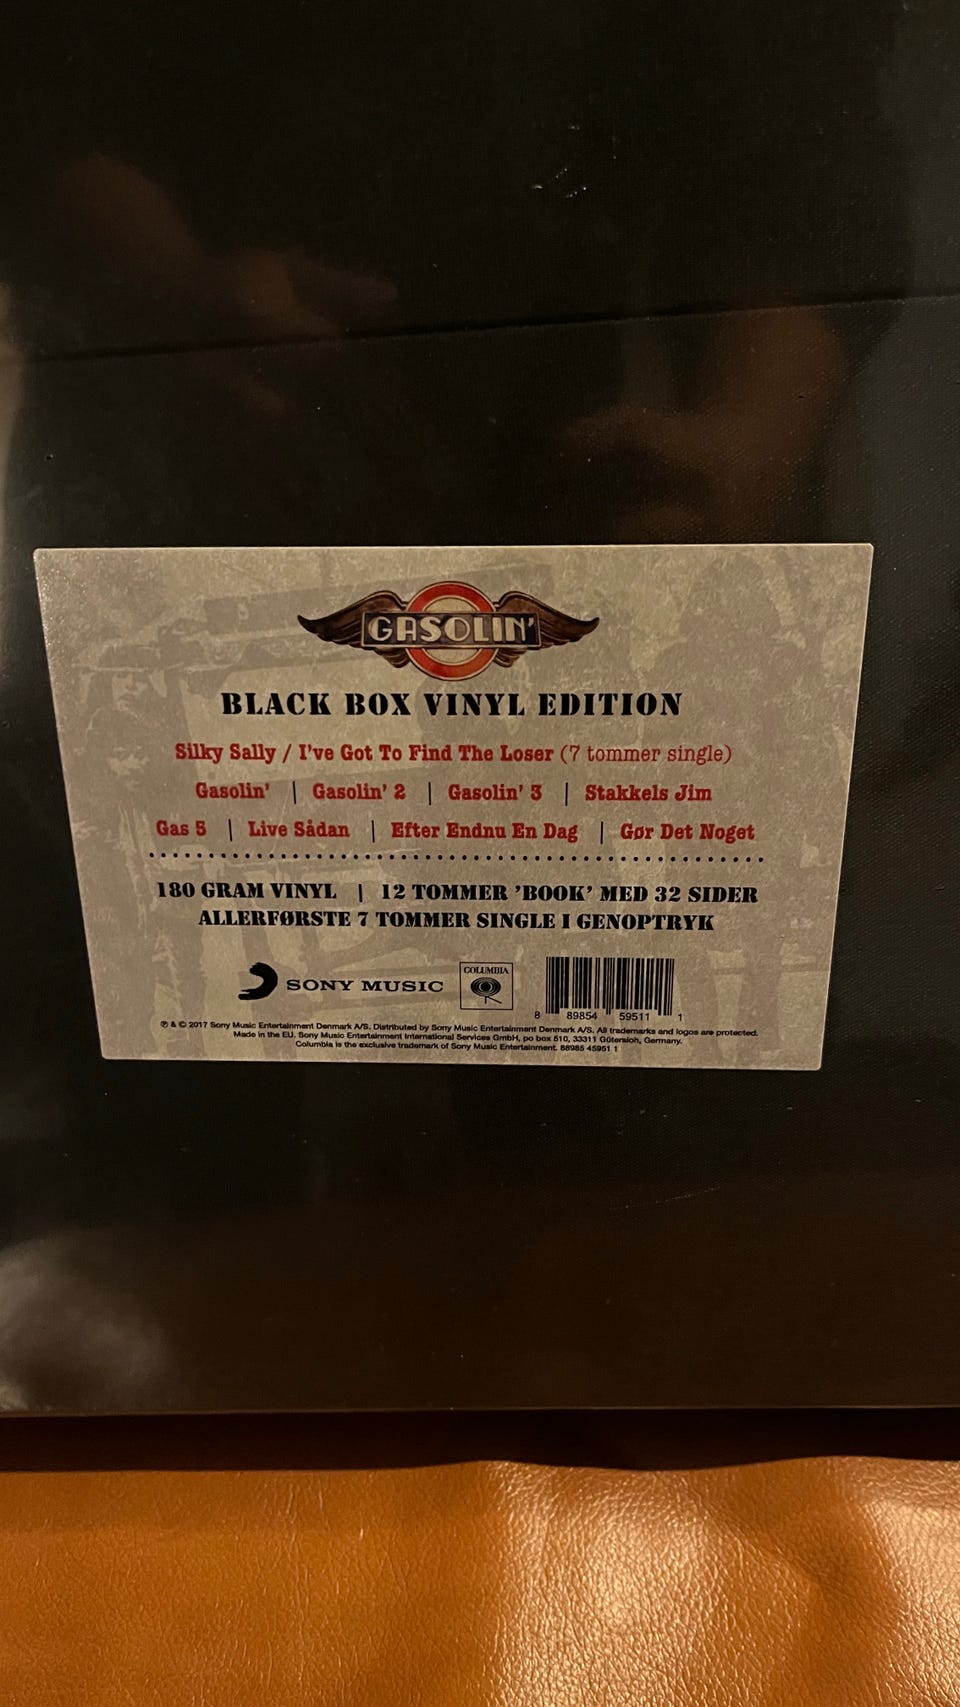 GASOLIN'
BLACK BOX VINYL EDITION
Silky Sally / I've Got To Find The Loser (7 tommer single)
Gasolin' | Gasolin' 2 | Gasolin' 3 | Stakkels Jim
Gas 5 | Live Sådan | Efter Endnu En Dag | Gør Det Noget
180 GRAM VINYL | 12 TOMMER 'BOOK' MED 32 SIDER
ALLERFØRSTE 7 TOMMER SINGLE I GENOPTRYK
SONY MUSIC
COLUMBIA
8 89854 59511 1
℗ & © 2017 Sony Music Entertainment Denmark A/S. Distributed by Sony Music Entertainment Denmark A/S. All trademarks and logos are protected.
Made in the EU, Sony Music Entertainment International Services GmbH, po box 510, 33311 Gütersloh, Germany.
Columbia is the exclusive trademark of Sony Music Entertainment. 88985 45951 1